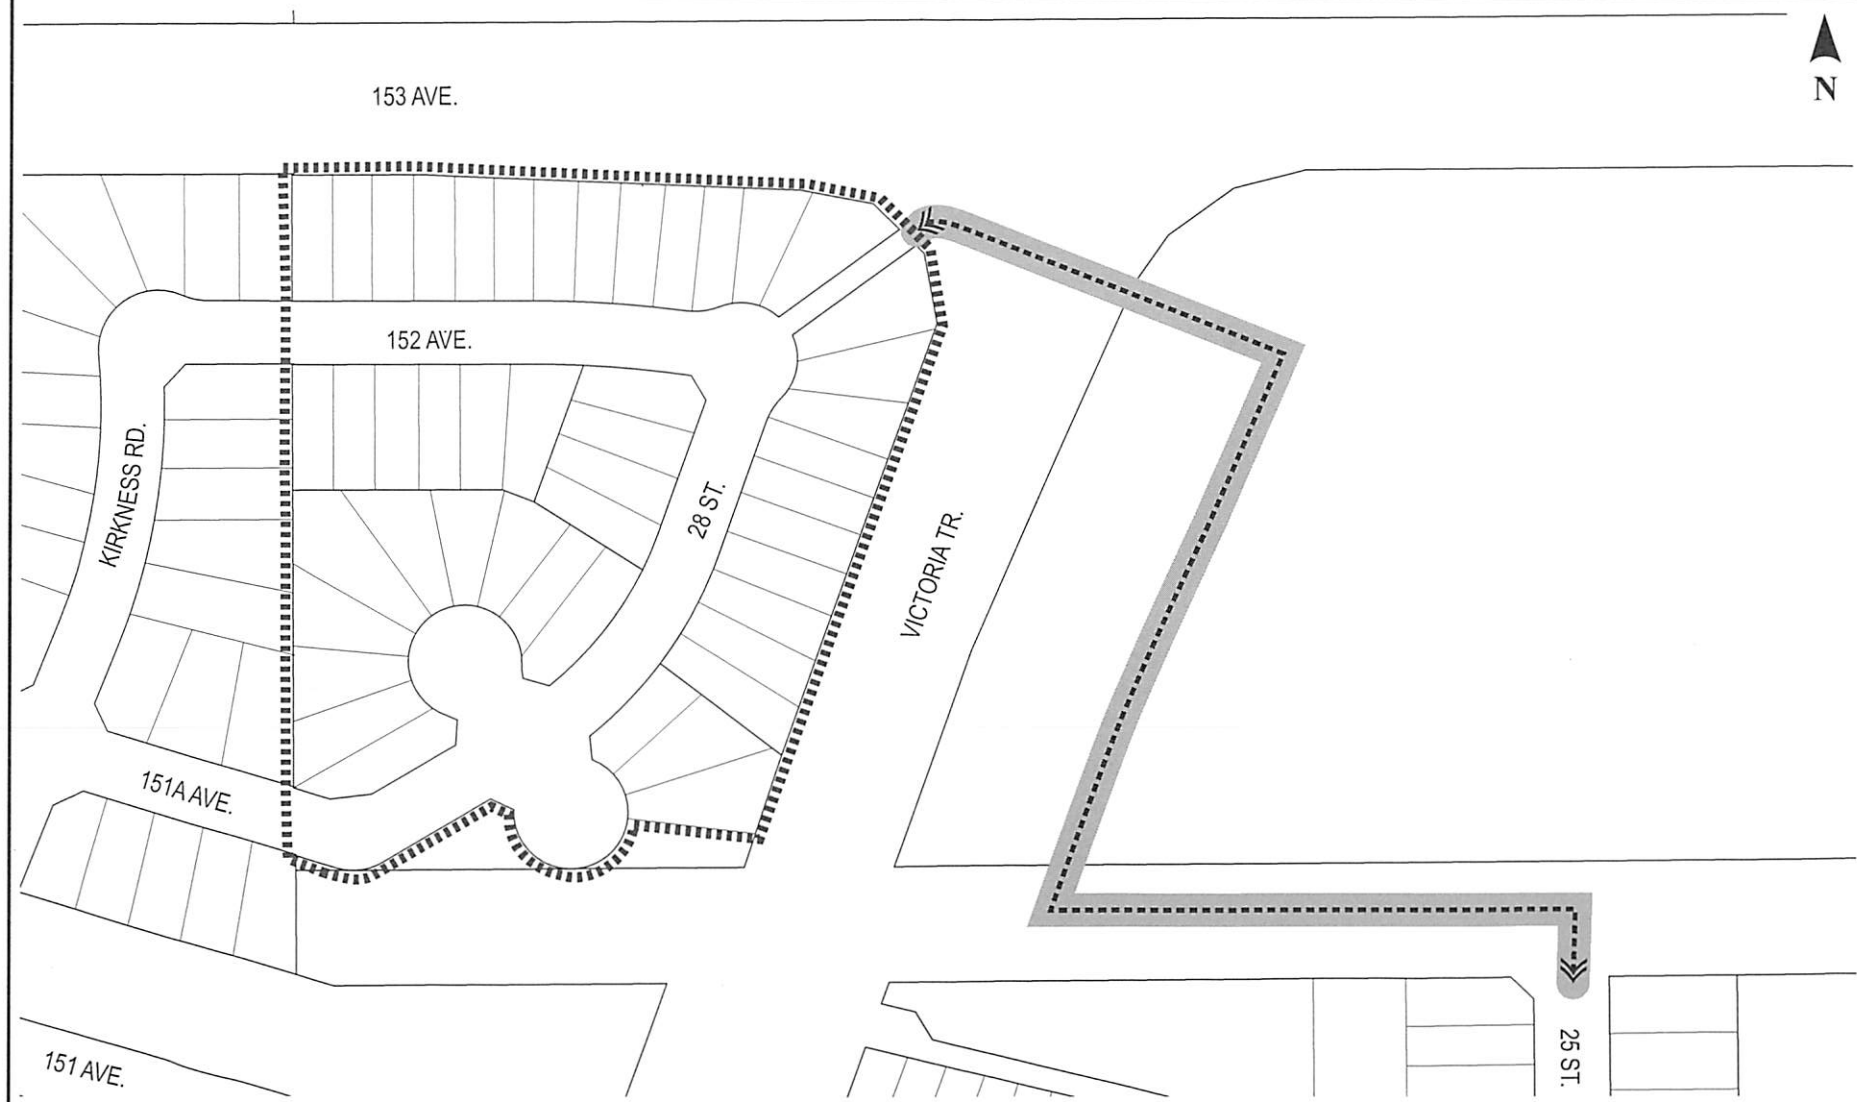 153 AVE.
N
152 AVE.
KIRKNESS RD.
28 ST.
VICTORIA TR.
151A AVE.
25 ST.
151 AVE.